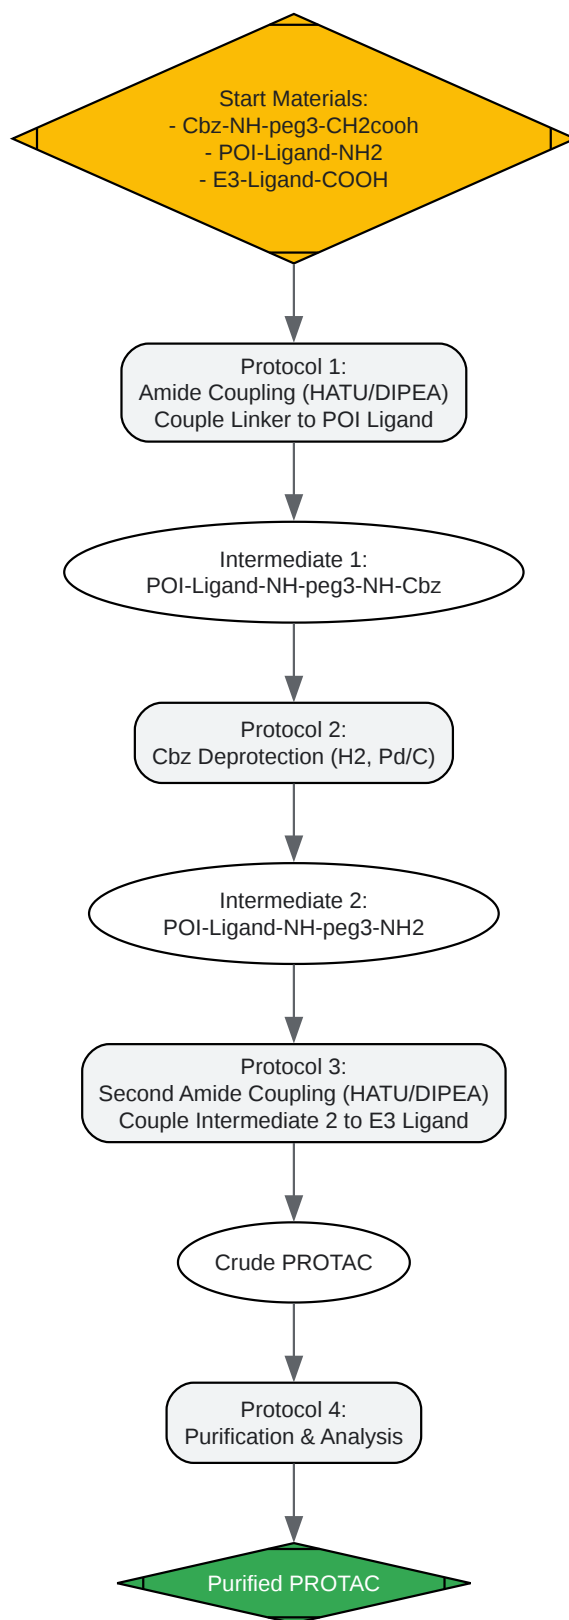 Start Materials:
- Cbz-NH-peg3-CH2cooh
- POI-Ligand-NH2
- E3-Ligand-COOH
Protocol 1:
Amide Coupling (HATU/DIPEA)
Couple Linker to POI Ligand
Intermediate 1:
POI-Ligand-NH-peg3-NH-Cbz
Protocol 2:
Cbz Deprotection (H2, Pd/C)
Intermediate 2:
POI-Ligand-NH-peg3-NH2
Protocol 3:
Second Amide Coupling (HATU/DIPEA)
Couple Intermediate 2 to E3 Ligand
Crude PROTAC
Protocol 4:
Purification & Analysis
Purified PROTAC